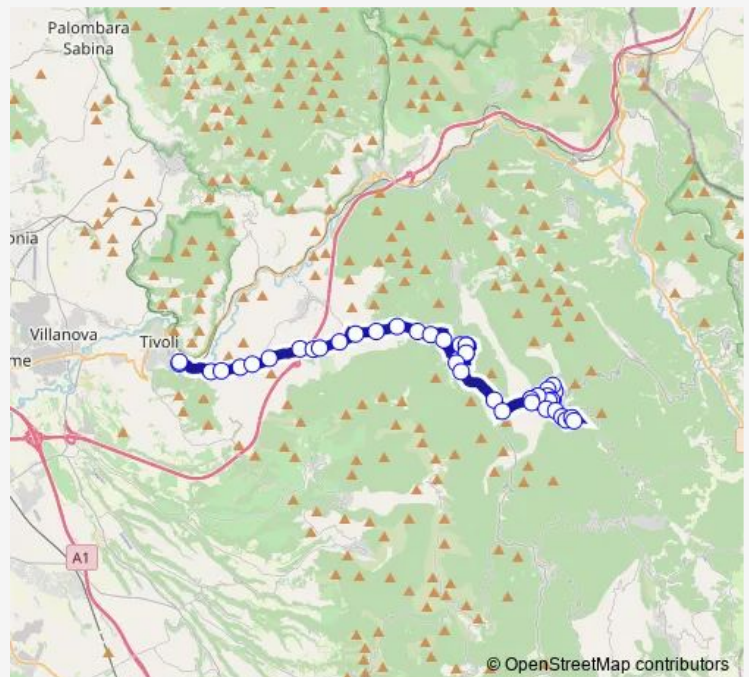 Palombara
Sabina
onia
Villanova
Tivoli
me
A1
© OpenStreetMap contributors